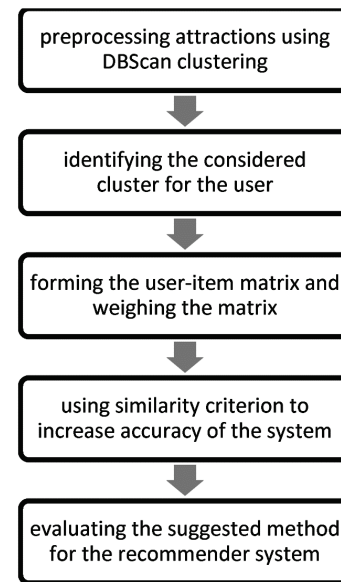 preprocessing attractions using
DBScan clustering
identifying the considered
cluster for the user
forming the user-item matrix and
weighing the matrix
using similarity criterion to
increase accuracy of the system
evaluating the suggested method
for the recommender system